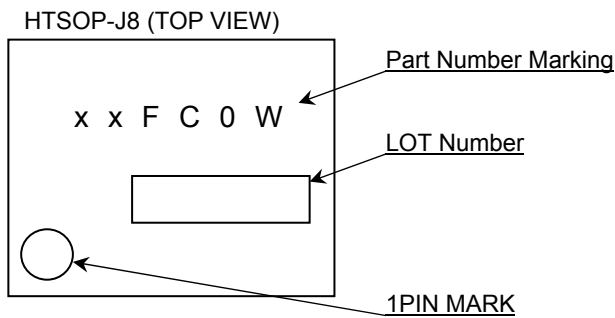 HTSOP-J8 (TOP VIEW)
Part Number Marking
x x F C 0 W
LOT Number
1PIN MARK